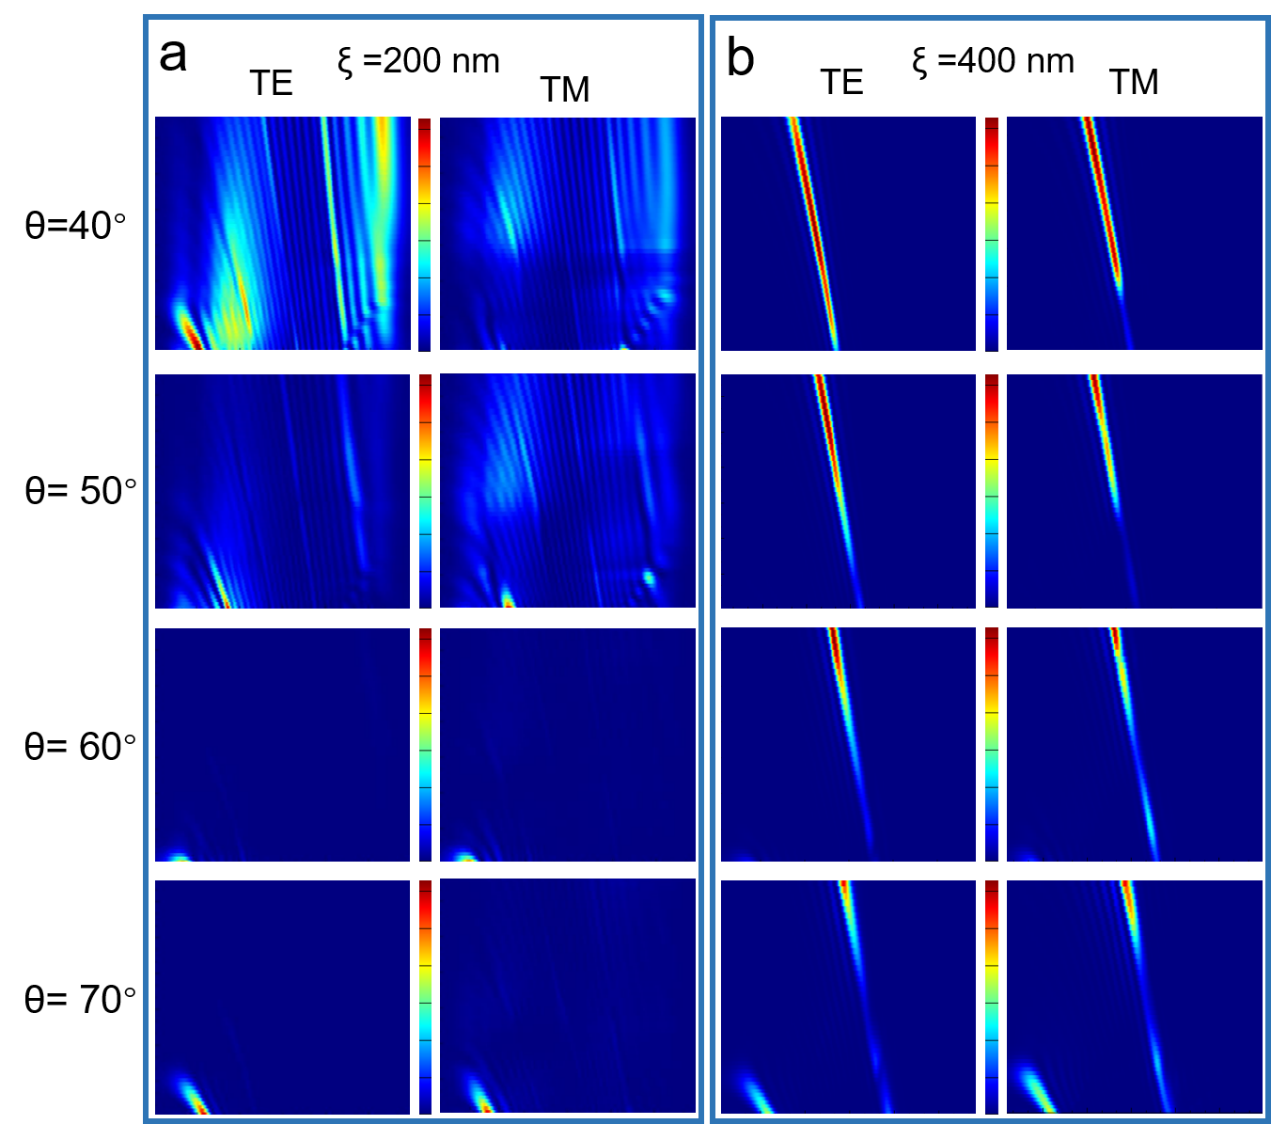 a
ξ =200 nm
TE
TM
b
ξ =400 nm
TE
TM
θ=40°
θ= 50°
θ= 60°
θ= 70°